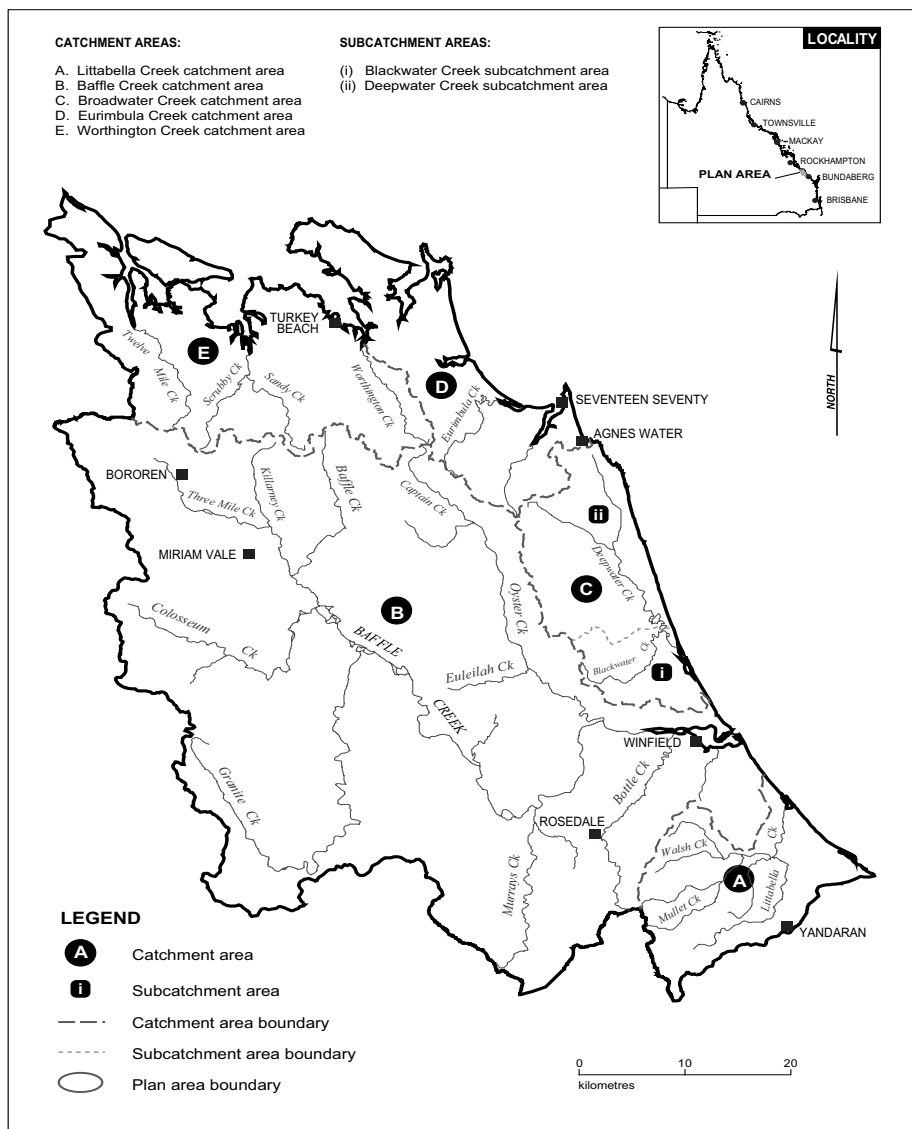 CATCHMENT AREAS:
A. Littabella Creek catchment area
B. Baffle Creek catchment area
C. Broadwater Creek catchment area
D. Eurimbula Creek catchment area
E. Worthington Creek catchment area
SUBCATCHMENT AREAS:
(i) Blackwater Creek subcatchment area
(ii) Deepwater Creek subcatchment area
LOCALITY
CAIRNS
TOWNSVILLE
MACKAY
ROCKHAMPTON
PLAN AREA
BUNDABERG
BRISBANE
NORTH
TURKEY
BEACH
E
Twelve
Mile Ck
Scrubby Ck
Sandy Ck
Worthington Ck
D
Eurimbula Ck
SEVENTEEN SEVENTY
AGNES WATER
BOROREN
Three Mile Ck
Killarney Ck
Baffle Ck
Captain Ck
ii
MIRIAM VALE
Deepwater Ck
C
B
Oyster Ck
Colosseum
Ck
BAFFLE
CREEK
Euleilah Ck
Blackwater Ck
i
WINFIELD
Granite
Ck
Bottle Ck
ROSEDALE
Murrays Ck
Walsh Ck
A
Mullet Ck
Littabella
Ck
YANDARAN
LEGEND
A Catchment area
i Subcatchment area
Catchment area boundary
Subcatchment area boundary
Plan area boundary
0 10 20
kilometres